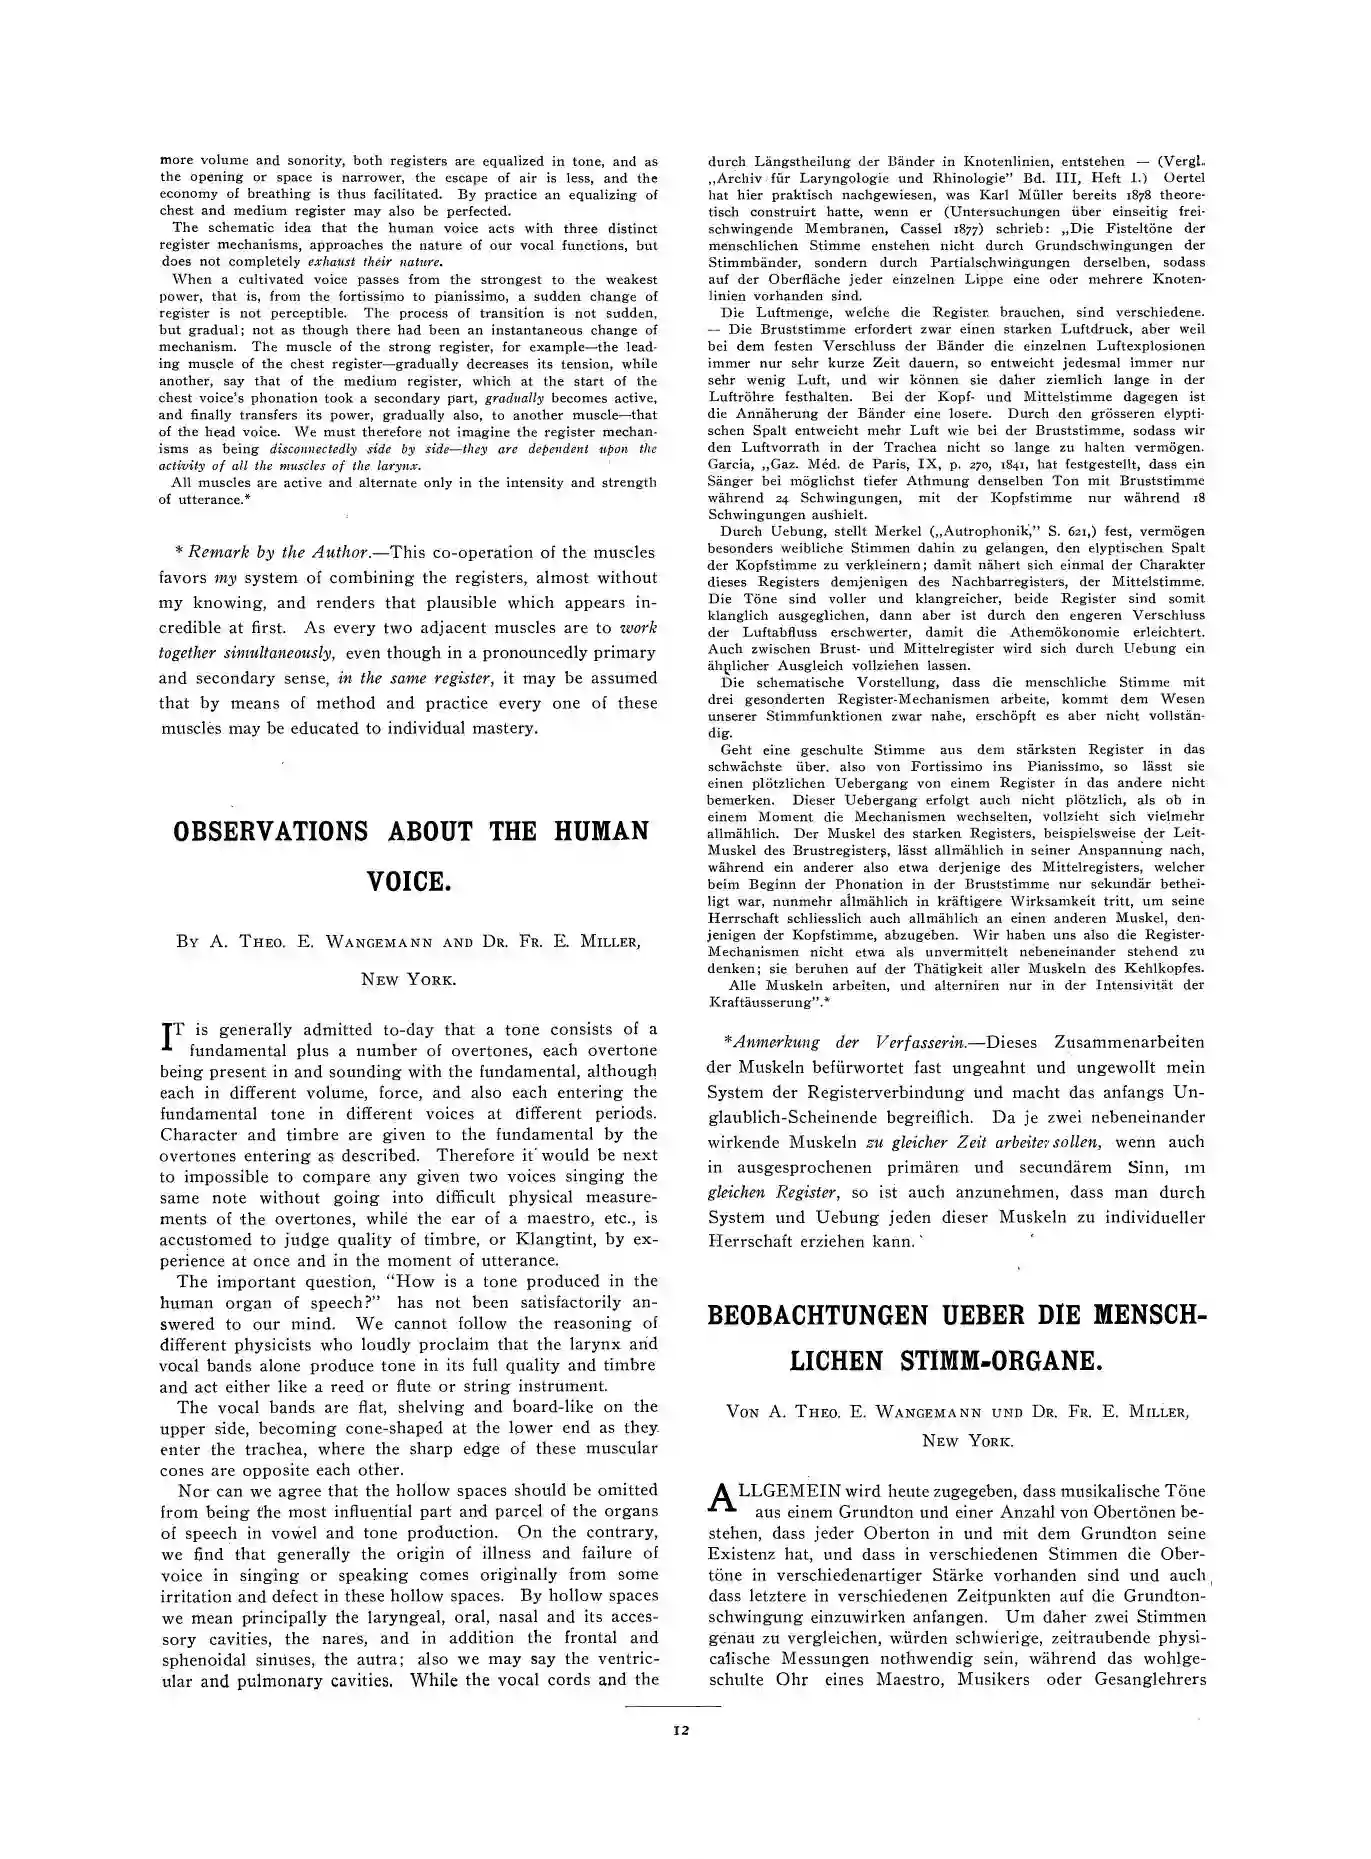 more volume and sonority, both registers are equalized in tone, and as
the opening or space is narrower, the escape of air is less, and the
economy of breathing is thus facilitated. By practice an equalizing of
chest and medium register may also be perfected.
The schematic idea that the human voice acts with three distinct
register mechanisms, approaches the nature of our vocal functions, but
does not completely exhaust their nature.
When a cultivated voice passes from the strongest to the weakest
power, that is, from the fortissimo to pianissimo, a sudden change of
register is not perceptible. The process of transition is not sudden,
but gradual; not as though there had been an instantaneous change of
mechanism. The muscle of the strong register, for example—the lead-
ing muscle of the chest register—gradually decreases its tension, while
another, say that of the medium register, which at the start of the
chest voice's phonation took a secondary part, gradually becomes active,
and finally transfers its power, gradually also, to another muscle—that
of the head voice. We must therefore not imagine the register mechan-
isms as being disconnectedly side by side—they are dependent upon the
activity of all the muscles of the larynx.
All muscles are active and alternate only in the intensity and strength
of utterance.*
* Remark by the Author.—This co-operation of the muscles
favors my system of combining the registers, almost without
my knowing, and renders that plausible which appears in-
credible at first. As every two adjacent muscles are to work
together simultaneously, even though in a pronouncedly primary
and secondary sense, in the same register, it may be assumed
that by means of method and practice every one of these
muscles may be educated to individual mastery.
OBSERVATIONS ABOUT THE HUMAN
VOICE.
By A. Theo. E. Wangemann and Dr. Fr. E. Miller,
New York.
IT is generally admitted to-day that a tone consists of a
fundamental plus a number of overtones, each overtone
being present in and sounding with the fundamental, although
each in different volume, force, and also each entering the
fundamental tone in different voices at different periods.
Character and timbre are given to the fundamental by the
overtones entering as described. Therefore it would be next
to impossible to compare any given two voices singing the
same note without going into difficult physical measure-
ments of the overtones, while the ear of a maestro, etc., is
accustomed to judge quality of timbre, or Klangtint, by ex-
perience at once and in the moment of utterance.
The important question, "How is a tone produced in the
human organ of speech?" has not been satisfactorily an-
swered to our mind. We cannot follow the reasoning of
different physicists who loudly proclaim that the larynx and
vocal bands alone produce tone in its full quality and timbre
and act either like a reed or flute or string instrument.
The vocal bands are flat, shelving and board-like on the
upper side, becoming cone-shaped at the lower end as they
enter the trachea, where the sharp edge of these muscular
cones are opposite each other.
Nor can we agree that the hollow spaces should be omitted
from being the most influential part and parcel of the organs
of speech in vowel and tone production. On the contrary,
we find that generally the origin of illness and failure of
voice in singing or speaking comes originally from some
irritation and defect in these hollow spaces. By hollow spaces
we mean principally the laryngeal, oral, nasal and its acces-
sory cavities, the nares, and in addition the frontal and
sphenoidal sinuses, the autra; also we may say the ventric-
ular and pulmonary cavities. While the vocal cords and the
durch Längstheilung der Bänder in Knotenlinien, entstehen — (Vergl.
„Archiv für Laryngologie und Rhinologie" Bd. III, Heft 1.) Oertel
hat hier praktisch nachgewiesen, was Karl Müller bereits 1878 theore-
tisch construirt hatte, wenn er (Untersuchungen über einseitig frei-
schwingende Membranen, Cassel 1877) schrieb: „Die Fisteltöne der
menschlichen Stimme enstehen nicht durch Grundschwingungen der
Stimmbänder, sondern durch Partialschwingungen derselben, sodass
auf der Oberfläche jeder einzelnen Lippe eine oder mehrere Knoten-
linien vorhanden sind.
Die Luftmenge, welche die Register brauchen, sind verschiedene.
— Die Bruststimme erfordert zwar einen starken Luftdruck, aber weil
bei dem festen Verschluss der Bänder die einzelnen Luftexplosionen
immer nur sehr kurze Zeit dauern, so entweicht jedesmal immer nur
sehr wenig Luft, und wir können sie daher ziemlich lange in der
Luftröhre festhalten. Bei der Kopf- und Mittelstimme dagegen ist
die Annäherung der Bänder eine losere. Durch den grösseren elypti-
schen Spalt entweicht mehr Luft wie bei der Bruststimme, sodass wir
den Luftvorrath in der Trachea nicht so lange zu halten vermögen.
Garcia, „Gaz. Méd. de Paris, IX, p. 270, 1841, hat festgestellt, dass ein
Sänger bei möglichst tiefer Athmung denselben Ton mit Bruststimme
während 24 Schwingungen, mit der Kopfstimme nur während 18
Schwingungen aushielt.
Durch Uebung, stellt Merkel („Autrophonik," S. 621,) fest, vermögen
besonders weibliche Stimmen dahin zu gelangen, den elyptischen Spalt
der Kopfstimme zu verkleinern; damit nähert sich einmal der Charakter
dieses Registers demjenigen des Nachbarregisters, der Mittelstimme.
Die Töne sind voller und klangreicher, beide Register sind somit
klanglich ausgeglichen, dann aber ist durch den engeren Verschluss
der Luftabfluss erschwerter, damit die Athemökonomie erleichtert.
Auch zwischen Brust- und Mittelregister wird sich durch Uebung ein
ähnlicher Ausgleich vollziehen lassen.
Die schematische Vorstellung, dass die menschliche Stimme mit
drei gesonderten Register-Mechanismen arbeite, kommt dem Wesen
unserer Stimmfunktionen zwar nahe, erschöpft es aber nicht vollstän-
dig.
Geht eine geschulte Stimme aus dem stärksten Register in das
schwächste über. also von Fortissimo ins Pianissimo, so lässt sie
einen plötzlichen Uebergang von einem Register in das andere nicht
bemerken. Dieser Uebergang erfolgt auch nicht plötzlich, als ob in
einem Moment die Mechanismen wechselten, vollzieht sich vielmehr
allmählich. Der Muskel des starken Registers, beispielsweise der Leit-
Muskel des Brustregisters, lässt allmählich in seiner Anspannung nach,
während ein anderer also etwa derjenige des Mittelregisters, welcher
beim Beginn der Phonation in der Bruststimme nur sekundär bethei-
ligt war, nunmehr allmählich in kräftigere Wirksamkeit tritt, um seine
Herrschaft schliesslich auch allmählich an einen anderen Muskel, den-
jenigen der Kopfstimme, abzugeben. Wir haben uns also die Register-
Mechanismen nicht etwa als unvermittelt nebeneinander stehend zu
denken; sie beruhen auf der Thätigkeit aller Muskeln des Kehlkopfes.
Alle Muskeln arbeiten, und alterniren nur in der Intensivität der
Kraftäusserung".*
*Anmerkung der Verfasserin.—Dieses Zusammenarbeiten
der Muskeln befürwortet fast ungeahnt und ungewollt mein
System der Registerverbindung und macht das anfangs Un-
glaublich-Scheinende begreiflich. Da je zwei nebeneinander
wirkende Muskeln zu gleicher Zeit arbeiten sollen, wenn auch
in ausgesprochenen primären und secundärem Sinn, im
gleichen Register, so ist auch anzunehmen, dass man durch
System und Uebung jeden dieser Muskeln zu individueller
Herrschaft erziehen kann.
BEOBACHTUNGEN UEBER DIE MENSCH-
LICHEN STIMM-ORGANE.
Von A. Theo. E. Wangemann und Dr. Fr. E. Miller,
New York.
ALLGEMEIN wird heute zugegeben, dass musikalische Töne
aus einem Grundton und einer Anzahl von Obertönen be-
stehen, dass jeder Oberton in und mit dem Grundton seine
Existenz hat, und dass in verschiedenen Stimmen die Ober-
töne in verschiedenartiger Stärke vorhanden sind und auch
dass letztere in verschiedenen Zeitpunkten auf die Grundton-
schwingung einzuwirken anfangen. Um daher zwei Stimmen
genau zu vergleichen, würden schwierige, zeitraubende physi-
calische Messungen nothwendig sein, während das wohlge-
schulte Ohr eines Maestro, Musikers oder Gesanglehrers
12